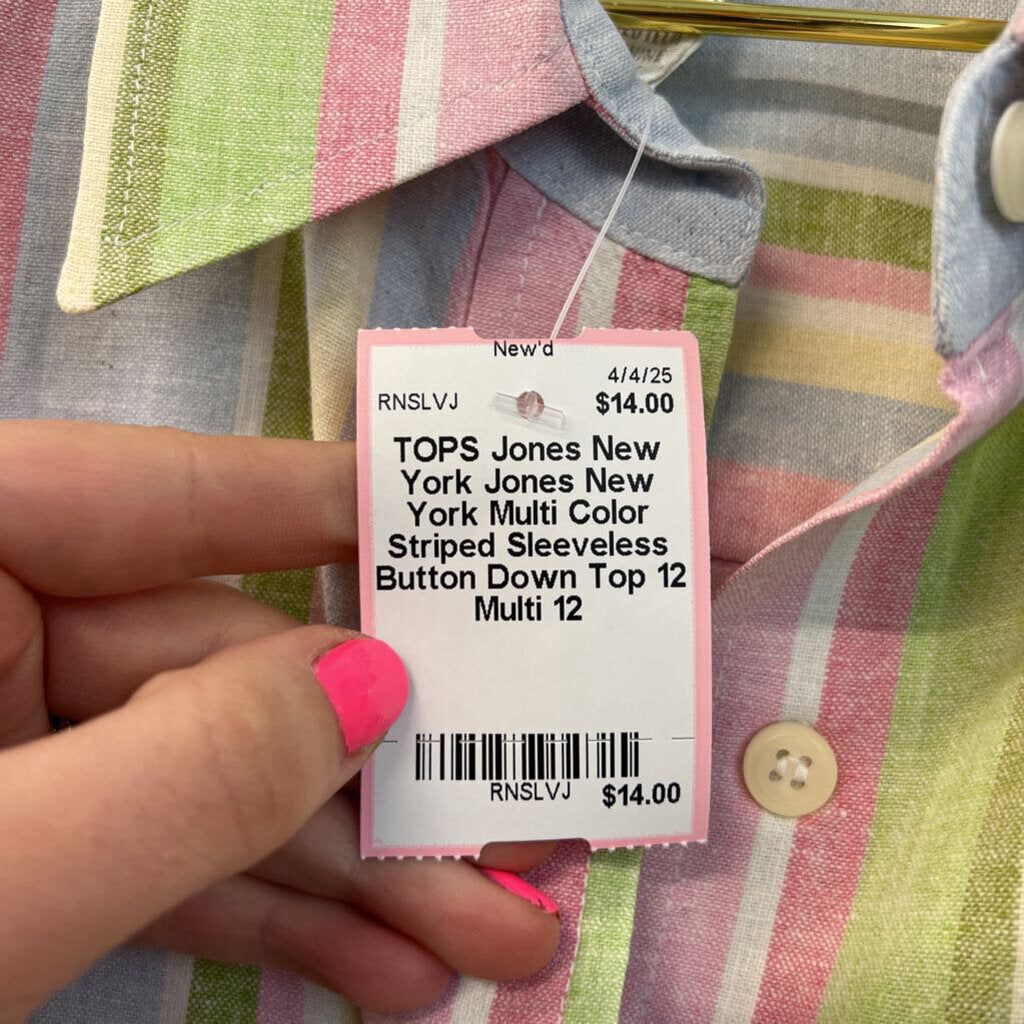 New'd
4/4/25
RNSLVJ $14.00
TOPS Jones New
York Jones New
York Multi Color
Striped Sleeveless
Button Down Top 12
Multi 12
RNSLVJ $14.00